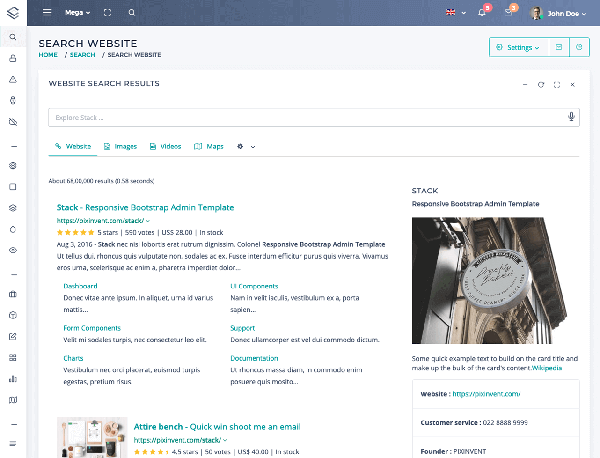 Mega
5
3
John Doe
SEARCH WEBSITE
HOME / SEARCH / SEARCH WEBSITE
Settings
WEBSITE SEARCH RESULTS
Explore Stack ...
Website Images Videos Maps
About 68,00,000 results (0.58 seconds)
Stack - Responsive Bootstrap Admin Template
https://pixinvent.com/stack/
5 stars | 590 votes | US$ 28.00 | In stock
Aug 3, 2016 - Stack nec nisl lobortis erat rutrum dignissim. Colonel Responsive Bootstrap Admin Template
Ut tellus dui, rhoncus quis vulputate non, sodales ac ex. Fusce interdum efficitur purus quis viverra. Vivamus
eros urna, scelerisque ac enim a, pharetra imperdiet dolor...
Dashboard
Donec vitae ante ipsum. In aliquet, urna id varius
mattis...
UI Components
Nam in velit iaculis, vestibulum ex a, porta
sapien...
Form Components
Velit mi sodales turpis, nec consectetur leo elit.
Support
Donec ullamcorper est vel dui commodo dictum.
Charts
Vestibulum nec orci placerat, euismod turpis
egestas, pretium risus.
Documentation
Ut rhoncus massa diam, in commodo enim
posuere quis mosito...
Attire bench - Quick win shoot me an email
https://pixinvent.com/stack/
4.5 stars | 50 votes | US$ 40.00 | In stock
STACK
Responsive Bootstrap Admin Template
Some quick example text to build on the card title and
make up the bulk of the card's content.Wikipedia
Website : https://pixinvent.com/
Customer service : 022 8888 9999
Founder : PIXINVENT